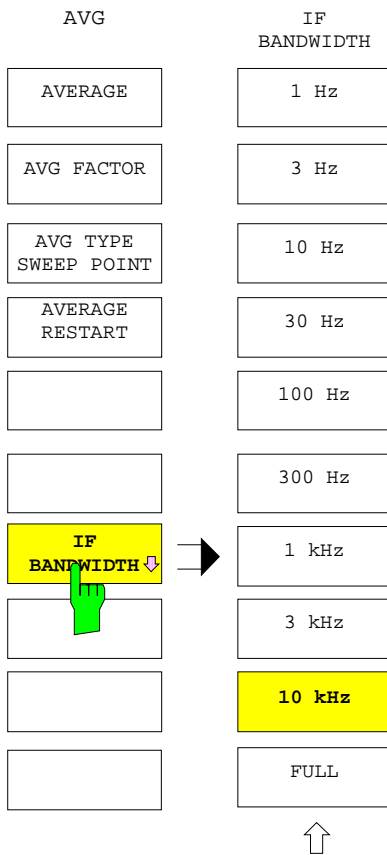 AVG
AVERAGE
AVG FACTOR
AVG TYPE
SWEEP POINT
AVERAGE
RESTART
IF
BANDWIDTH
IF
BANDWIDTH
1 Hz
3 Hz
10 Hz
30 Hz
100 Hz
300 Hz
1 kHz
3 kHz
10 kHz
FULL